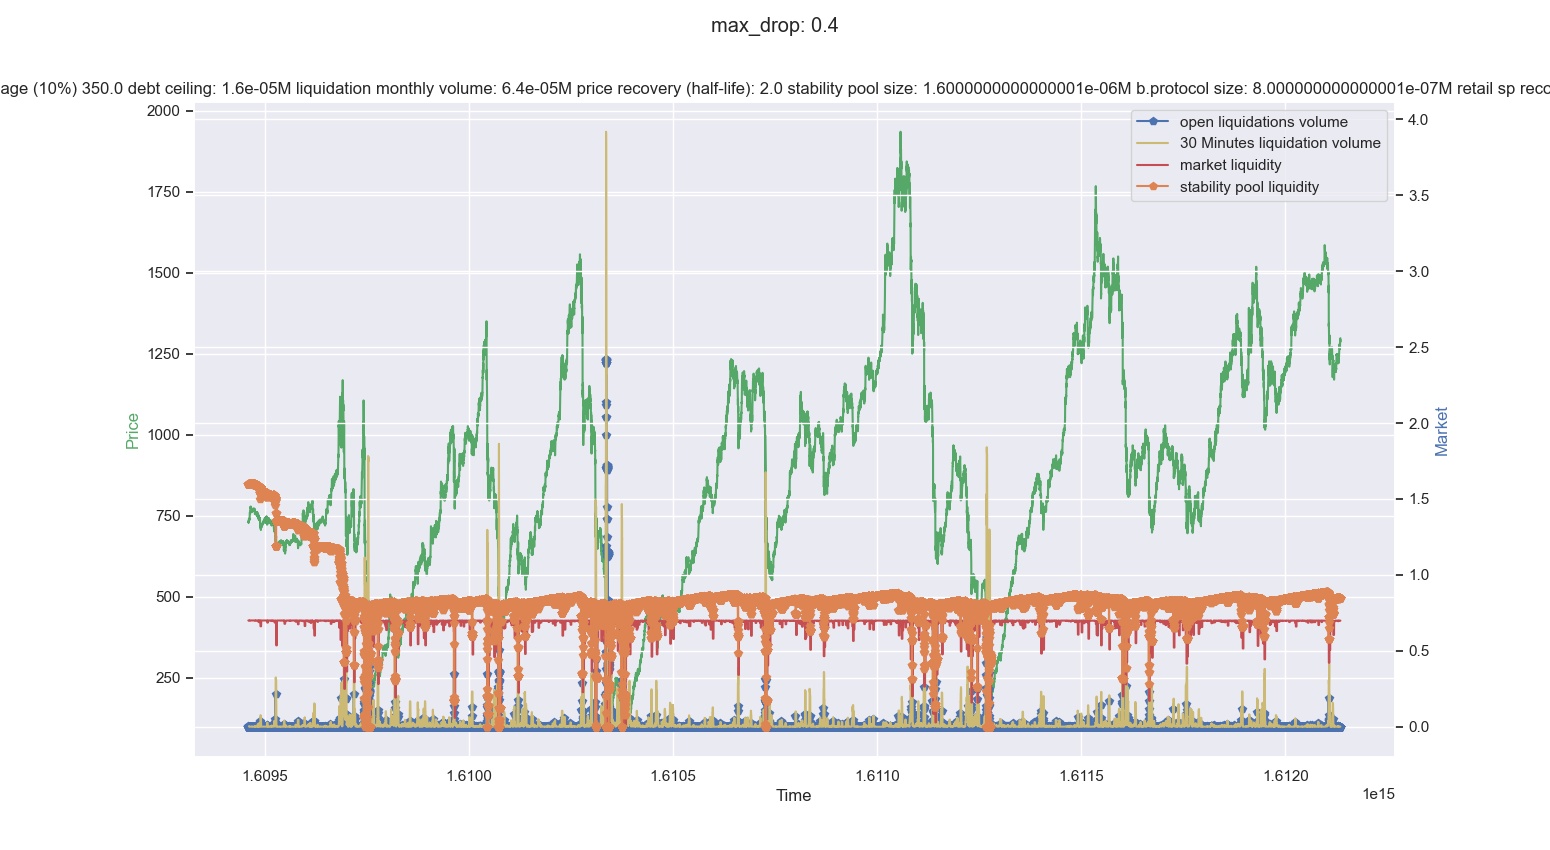 max_drop: 0.4
age (10%) 350.0 debt ceiling: 1.6e-05M liquidation monthly volume: 6.4e-05M price recovery (half-life): 2.0 stability pool size: 1.6000000000000001e-06M b.protocol size: 8.000000000000001e-07M retail sp reco
2000
1750
1500
1250
1000
750
500
250
Price
open liquidations volume
30 Minutes liquidation volume
market liquidity
stability pool liquidity
4.0
3.5
3.0
2.5
2.0
1.5
1.0
0.5
0.0
Market
1.6095
1.6100
1.6105
1.6110
1.6115
1.6120
Time
1e15